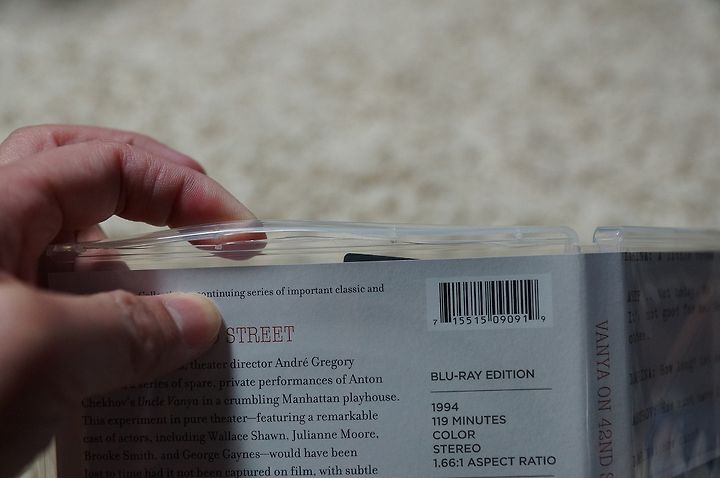 continuing series of important classic and
STREET
theater director André Gregory
a series of spare, private performances of Anton
Chekhov's Uncle Vanya in a crumbling Manhattan playhouse.
This experiment in pure theater—featuring a remarkable
cast of actors, including Wallace Shawn, Julianne Moore,
Brooke Smith, and George Gaynes—would have been
lost to time had it not been captured on film, with subtle
7 15515 09091 9
BLU-RAY EDITION
1994
119 MINUTES
COLOR
STEREO
1.66:1 ASPECT RATIO
VANYA ON 42ND